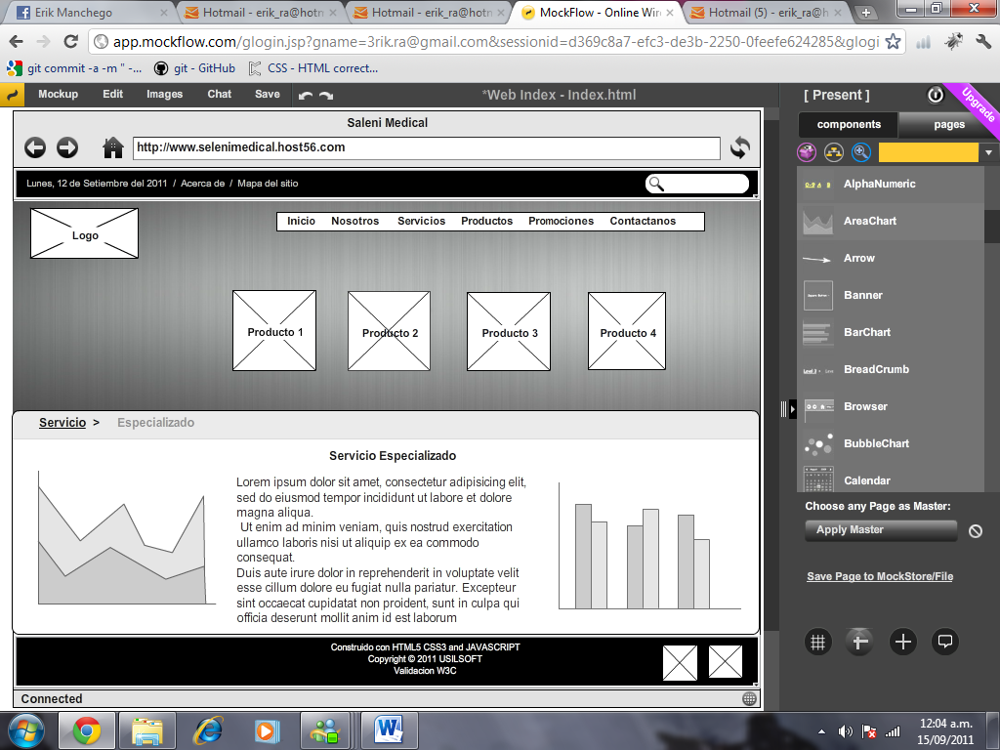 Erik Manchego
Hotmail - erik_ra@hotn
Hotmail - erik_ra@hotn
MockFlow - Online Wir
Hotmail (5) - erik_ra@h
app.mockflow.com/glogin.jsp?gname=3rik.ra@gmail.com&sessionid=d369c8a7-efc3-de3b-2250-0feefe624285&glogi
git commit -a -m " -...
git - GitHub
CSS - HTML correct...
Mockup Edit Images Chat Save
*Web Index - Index.html
[ Present ]
Upgrade
components pages
Saleni Medical
http://www.selenimedical.host56.com
Lunes, 12 de Setiembre del 2011 / Acerca de / Mapa del sitio
Logo
Inicio Nosotros Servicios Productos Promociones Contactanos
Producto 1 Producto 2 Producto 3 Producto 4
Servicio > Especializado
Servicio Especializado
Lorem ipsum dolor sit amet, consectetur adipisicing elit,
sed do eiusmod tempor incididunt ut labore et dolore
magna aliqua.
Ut enim ad minim veniam, quis nostrud exercitation
ullamco laboris nisi ut aliquip ex ea commodo
consequat.
Duis aute irure dolor in reprehenderit in voluptate velit
esse cillum dolore eu fugiat nulla pariatur. Excepteur
sint occaecat cupidatat non proident, sunt in culpa qui
officia deserunt mollit anim id est laborum
Construido con HTML5 CSS3 and JAVASCRIPT
Copyright © 2011 USILSOFT
Validacion W3C
Connected
AlphaNumeric
AreaChart
Arrow
Banner
BarChart
BreadCrumb
Browser
BubbleChart
Calendar
Choose any Page as Master:
Apply Master
Save Page to MockStore/File
12:04 a.m.
15/09/2011